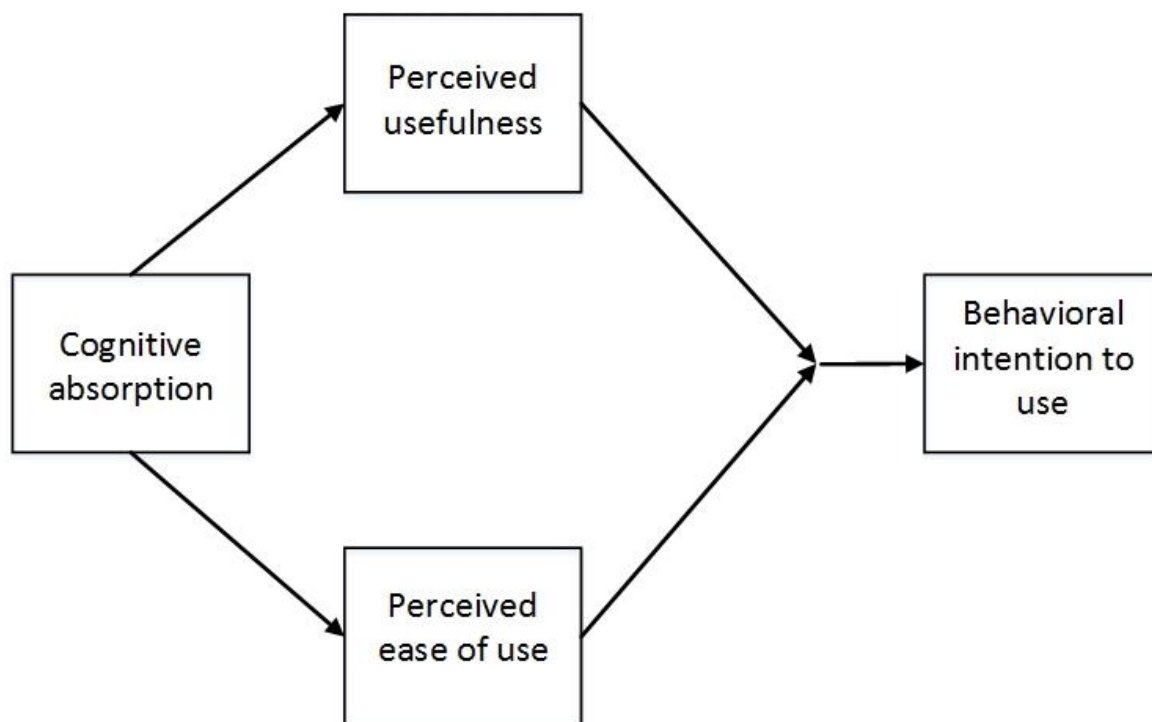 Perceived
usefulness
Cognitive
absorption
Behavioral
intention to
use
Perceived
ease of use